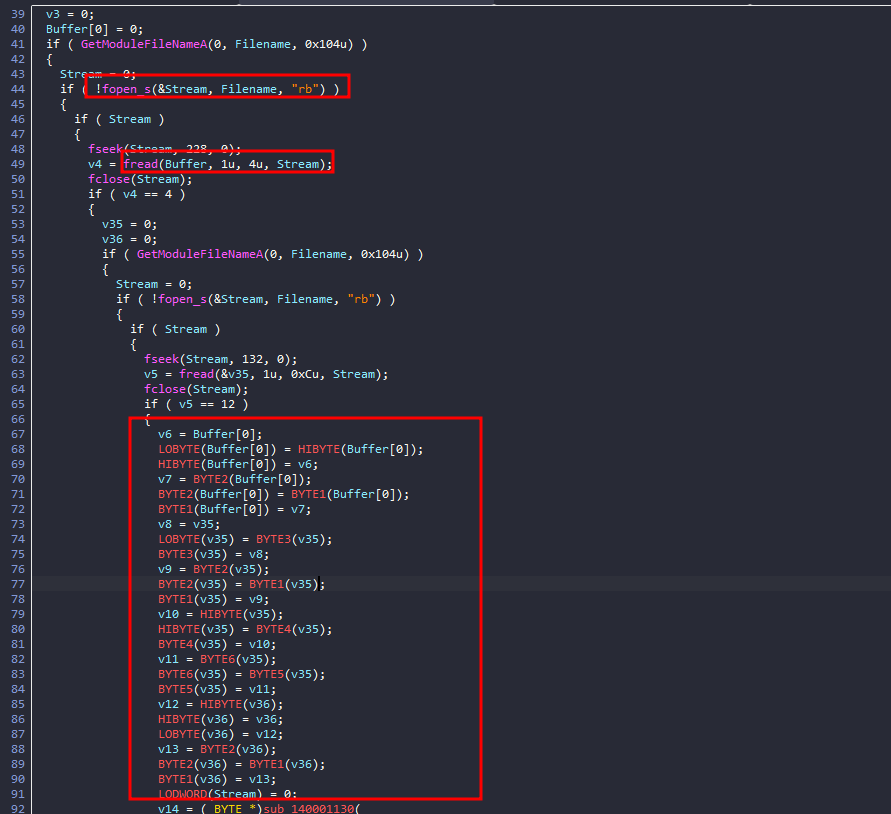 39 v3 = 0;
40 Buffer[0] = 0;
41 if ( GetModuleFileNameA(0, Filename, 0x104u) )
42 {
43 Stream = 0;
44 if ( !fopen_s(&Stream, Filename, "rb") )
45 {
46 if ( Stream )
47 {
48 fseek(Stream, 228, 0);
49 v4 = fread(Buffer, 1u, 4u, Stream);
50 fclose(Stream);
51 if ( v4 == 4 )
52 {
53 v35 = 0;
54 v36 = 0;
55 if ( GetModuleFileNameA(0, Filename, 0x104u) )
56 {
57 Stream = 0;
58 if ( !fopen_s(&Stream, Filename, "rb") )
59 {
60 if ( Stream )
61 {
62 fseek(Stream, 132, 0);
63 v5 = fread(&v35, 1u, 0xCu, Stream);
64 fclose(Stream);
65 if ( v5 == 12 )
66 {
67 v6 = Buffer[0];
68 LOBYTE(Buffer[0]) = HIBYTE(Buffer[0]);
69 HIBYTE(Buffer[0]) = v6;
70 v7 = BYTE2(Buffer[0]);
71 BYTE2(Buffer[0]) = BYTE1(Buffer[0]);
72 BYTE1(Buffer[0]) = v7;
73 v8 = v35;
74 LOBYTE(v35) = BYTE3(v35);
75 BYTE3(v35) = v8;
76 v9 = BYTE2(v35);
77 BYTE2(v35) = BYTE1(v35);
78 BYTE1(v35) = v9;
79 v10 = HIBYTE(v35);
80 HIBYTE(v35) = BYTE4(v35);
81 BYTE4(v35) = v10;
82 v11 = BYTE6(v35);
83 BYTE6(v35) = BYTE5(v35);
84 BYTE5(v35) = v11;
85 v12 = HIBYTE(v36);
86 HIBYTE(v36) = v36;
87 LOBYTE(v36) = v12;
88 v13 = BYTE2(v36);
89 BYTE2(v36) = BYTE1(v36);
90 BYTE1(v36) = v13;
91 LODWORD(Stream) = 0;
92 v14 = (_BYTE *)sub_140001130(